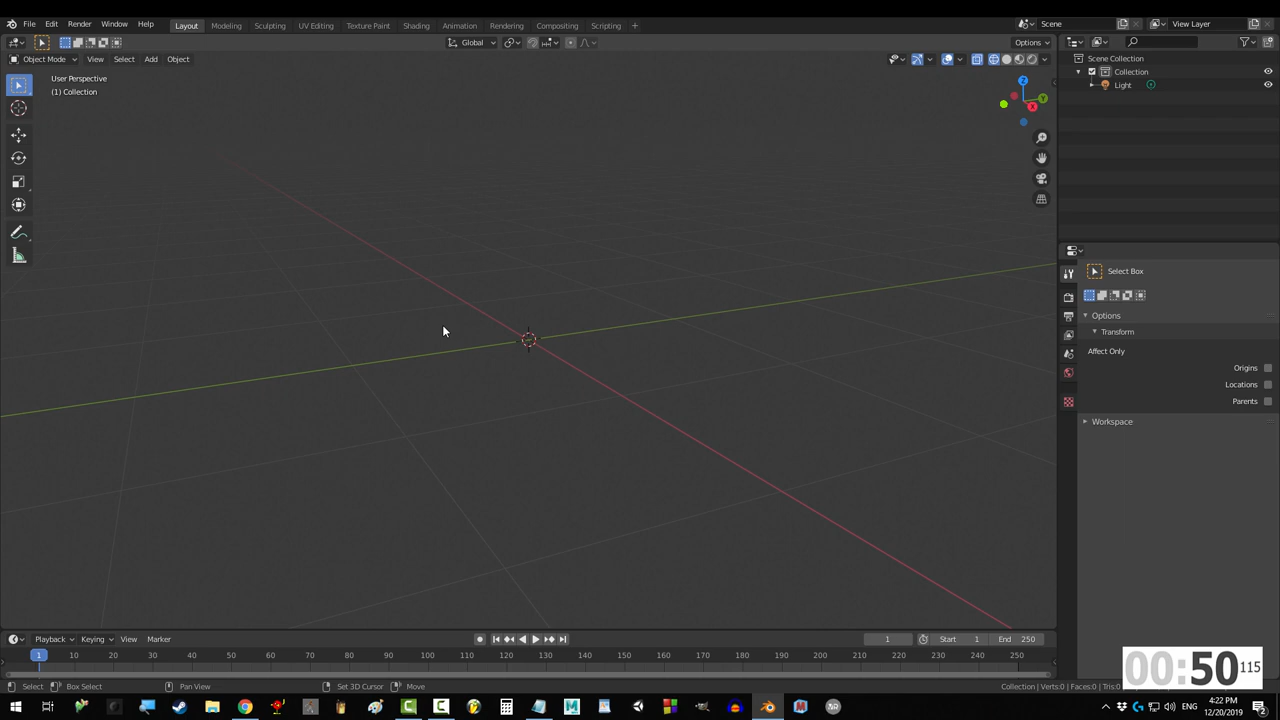 File Edit Render Window Help Layout Modeling Sculpting UV Editing Texture Paint Shading Animation Rendering Compositing Scripting + Scene View Layer
Global Options
Object Mode View Select Add Object
User Perspective
(1) Collection
Z
Y
X
Scene Collection
Collection
Light
Select Box
Options
Transform
Affect Only
Origins
Locations
Parents
Workspace
Playback Keying View Marker 1 Start 1 End 250
1 10 20 30 40 50 60 70 80 90 100 110 120 130 140 150 160 170 180 190 200 210 220 230 240 250
Select Box Select Pan View Set 3D Cursor Move Collection | Verts:0 | Faces:0 | Tris:0
00:50 115
ENG 4:22 PM
12/20/2019